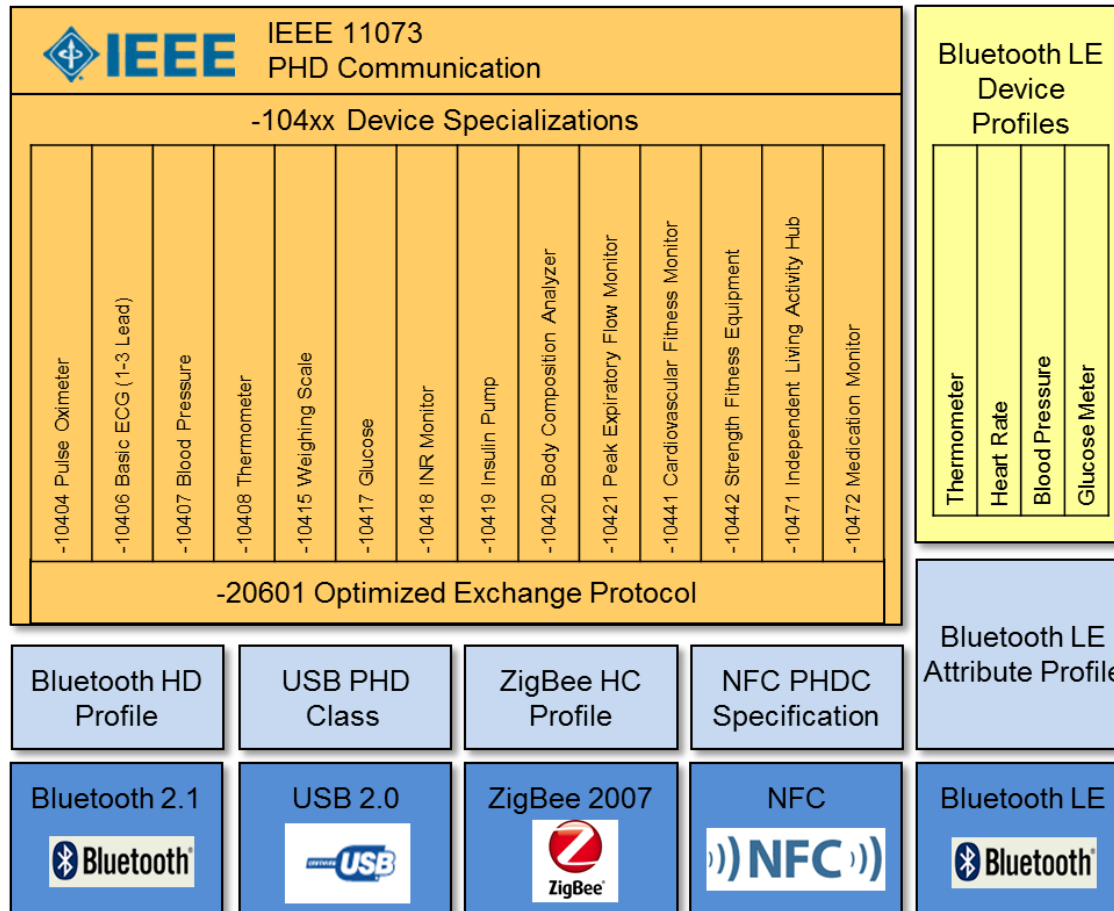 IEEE
IEEE 11073
PHD Communication
-104xx Device Specializations
-10404 Pulse Oximeter
-10406 Basic ECG (1-3 Lead)
-10407 Blood Pressure
-10408 Thermometer
-10415 Weighing Scale
-10417 Glucose
-10418 INR Monitor
-10419 Insulin Pump
-10420 Body Composition Analyzer
-10421 Peak Expiratory Flow Monitor
-10441 Cardiovascular Fitness Monitor
-10442 Strength Fitness Equipment
-10471 Independent Living Activity Hub
-10472 Medication Monitor
-20601 Optimized Exchange Protocol
Bluetooth LE
Device
Profiles
Thermometer
Heart Rate
Blood Pressure
Glucose Meter
Bluetooth HD
Profile
USB PHD
Class
ZigBee HC
Profile
NFC PHDC
Specification
Bluetooth LE
Attribute Profile
Bluetooth 2.1
Bluetooth
USB 2.0
CERTIFIED USB
ZigBee 2007
ZigBee
NFC
NFC
Bluetooth LE
Bluetooth